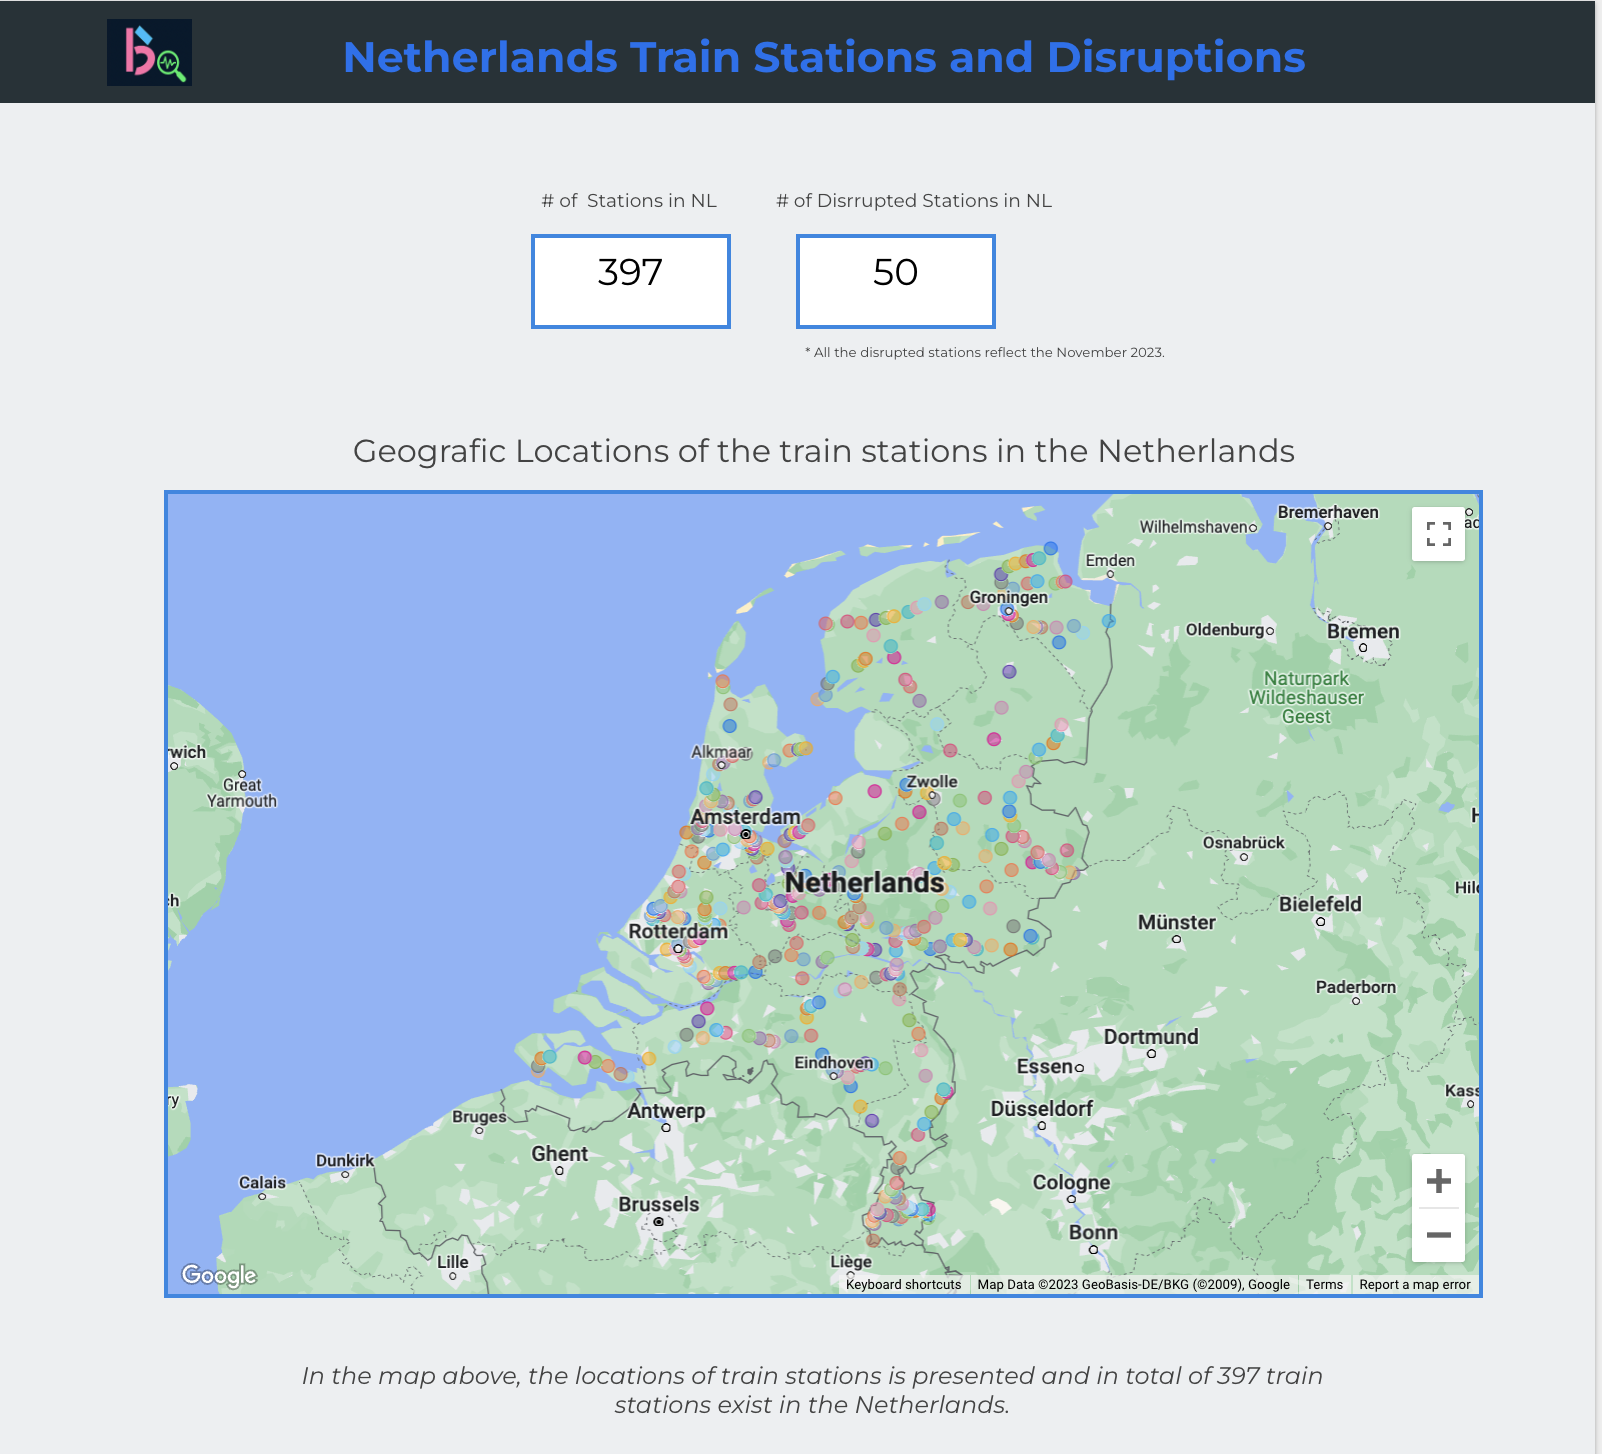 Netherlands Train Stations and Disruptions
# of  Stations in NL
# of Disrrupted Stations in NL
397
50
* All the disrupted stations reflect the November 2023.
Geografic Locations of the train stations in the Netherlands
Bremerhaven
Wilhelmshaven
Emden
Groningen
Oldenburg
Bremen
Naturpark
Wildeshauser
Geest
rwich
Alkmaar
Great
Yarmouth
Zwolle
Amsterdam
Osnabrück
Netherlands
Bielefeld
Münster
Rotterdam
Paderborn
Dortmund
Eindhoven
Essen
Kass
ry
Bruges
Antwerp
Düsseldorf
Ghent
Dunkirk
Calais
Cologne
Brussels
Bonn
Lille
Liège
Google
Keyboard shortcuts
Map Data ©2023 GeoBasis-DE/BKG (©2009), Google
Terms
Report a map error
In the map above, the locations of train stations is presented and in total of 397 train
stations exist in the Netherlands.